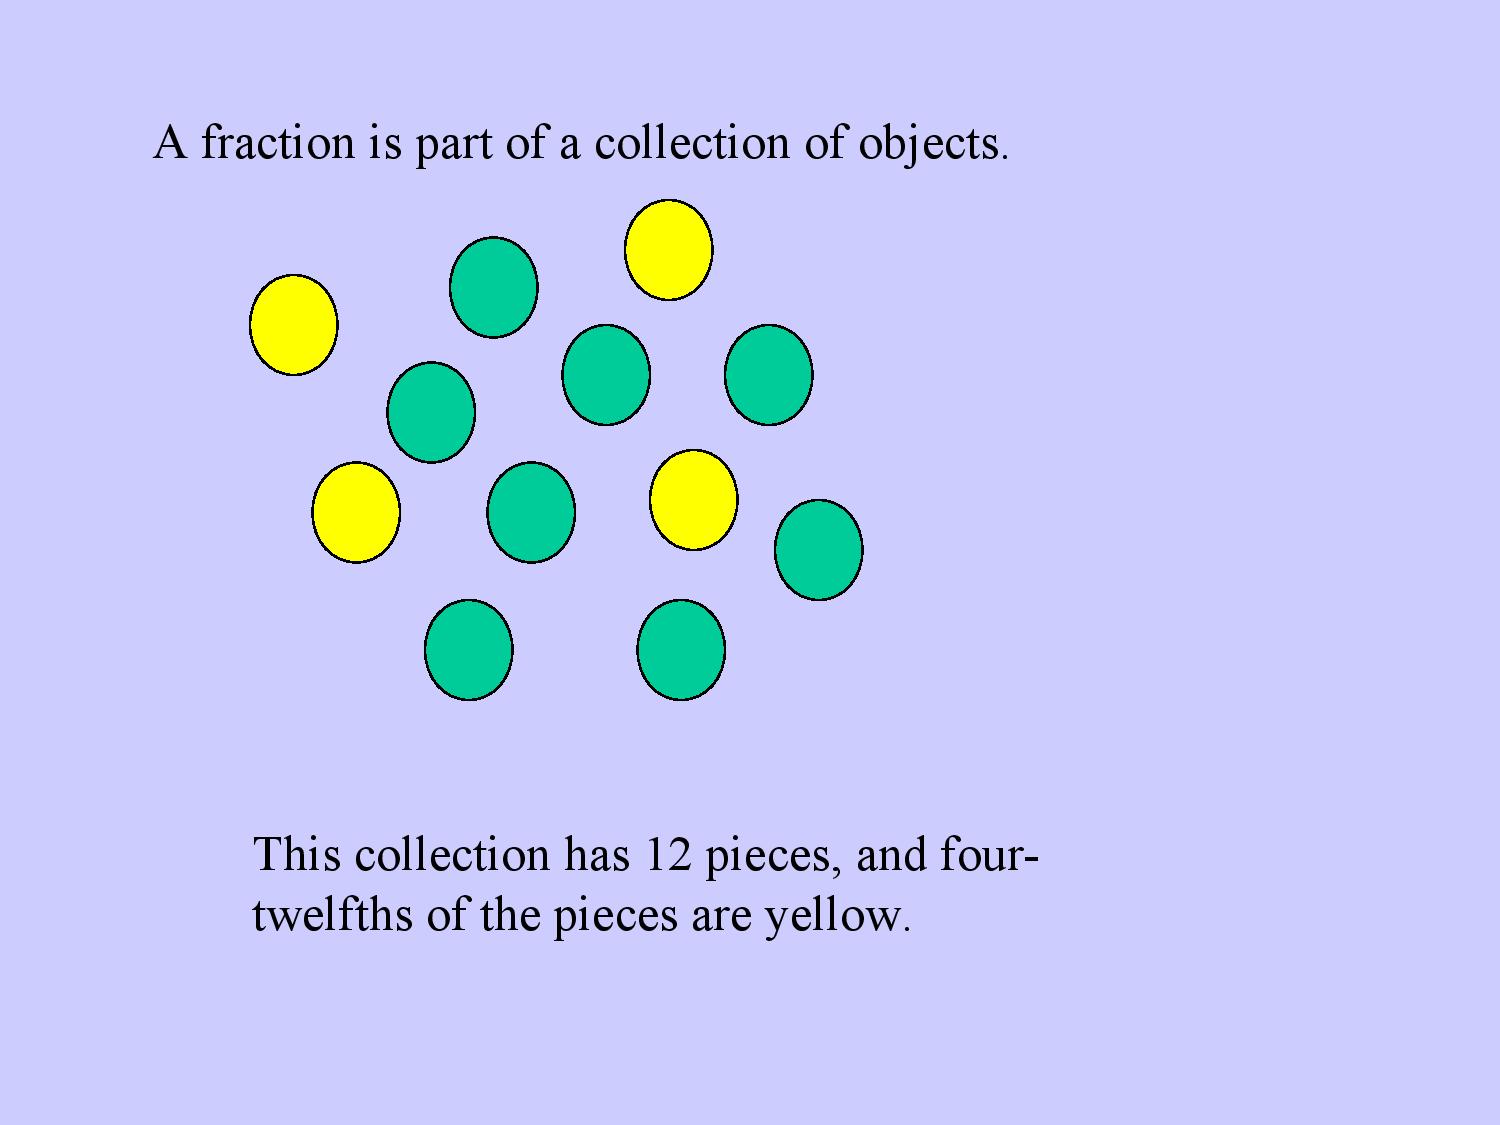 A fraction is part of a collection of objects.
This collection has 12 pieces, and four-
twelfths of the pieces are yellow.